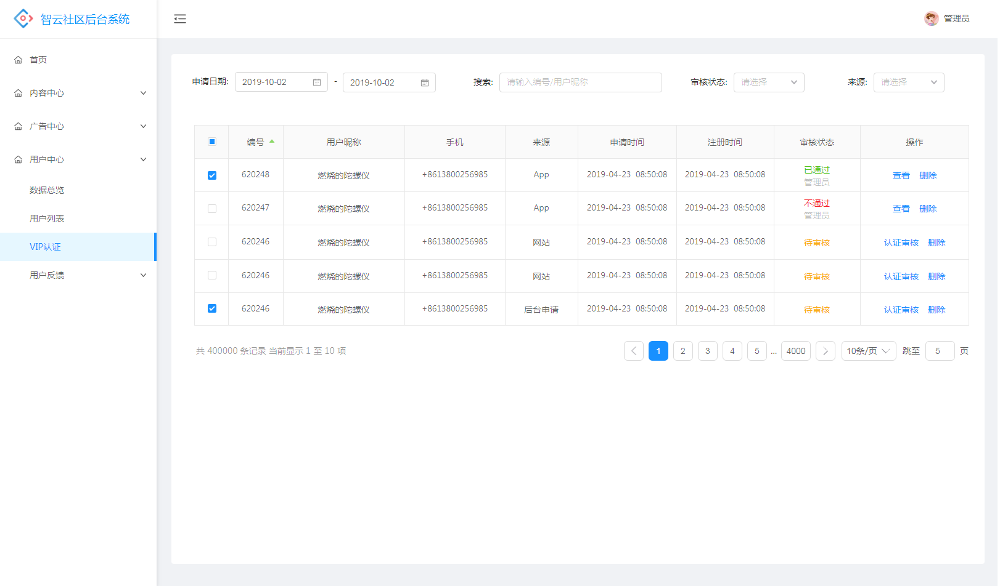 智云社区后台系统
管理员
首页
内容中心
广告中心
用户中心
数据总览
用户列表
VIP认证
用户反馈
申请日期: 2019-10-02 - 2019-10-02 搜索: 请输入编号/用户昵称 审核状态: 请选择 来源: 请选择
编号 用户昵称 手机 来源 申请时间 注册时间 审核状态 操作
620248 燃烧的陀螺仪 +8613800256985 App 2019-04-23 08:50:08 2019-04-23 08:50:08 已通过 管理员 查看 删除
620247 燃烧的陀螺仪 +8613800256985 App 2019-04-23 08:50:08 2019-04-23 08:50:08 不通过 管理员 查看 删除
620246 燃烧的陀螺仪 +8613800256985 网站 2019-04-23 08:50:08 2019-04-23 08:50:08 待审核 认证审核 删除
620246 燃烧的陀螺仪 +8613800256985 网站 2019-04-23 08:50:08 2019-04-23 08:50:08 待审核 认证审核 删除
620246 燃烧的陀螺仪 +8613800256985 后台申请 2019-04-23 08:50:08 2019-04-23 08:50:08 待审核 认证审核 删除
共 400000 条记录 当前显示 1 至 10 项 1 2 3 4 5 ... 4000 10条/页 跳至 5 页